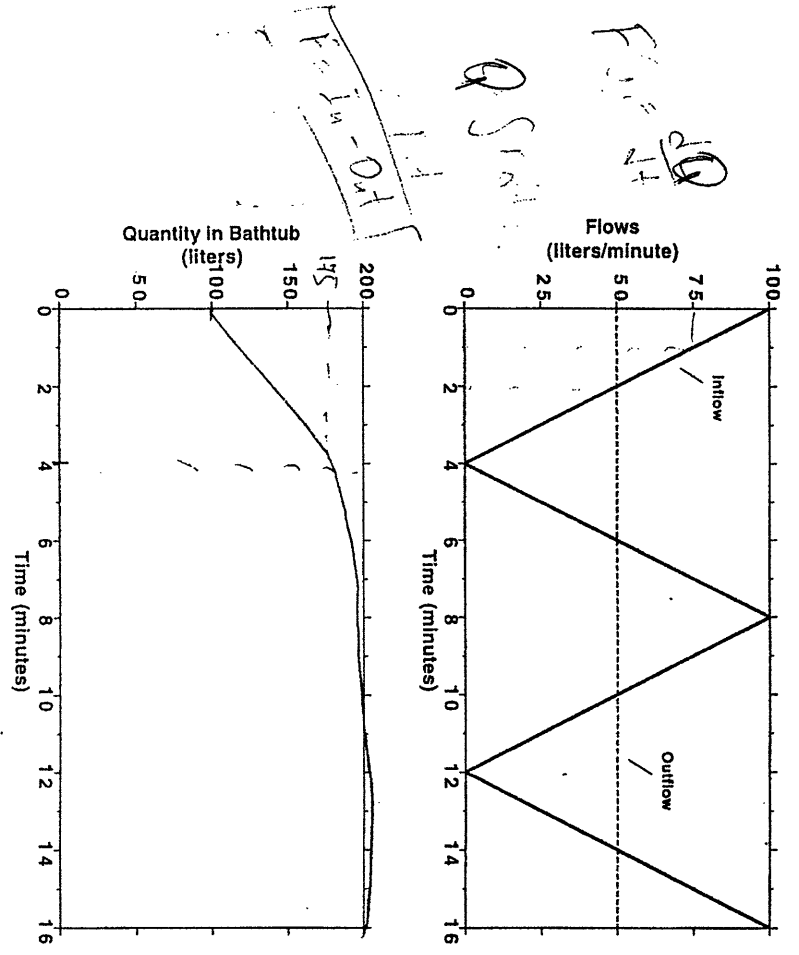 Q
In - Out
Flows
(liters/minute)
100
75
50
25
0
Inflow
Outflow
0 2 4 6 8 10 12 14 16
Time (minutes)
Quantity in Bathtub
(liters)
200
175
150
100
50
0
0 2 4 6 8 10 12 14 16
Time (minutes)